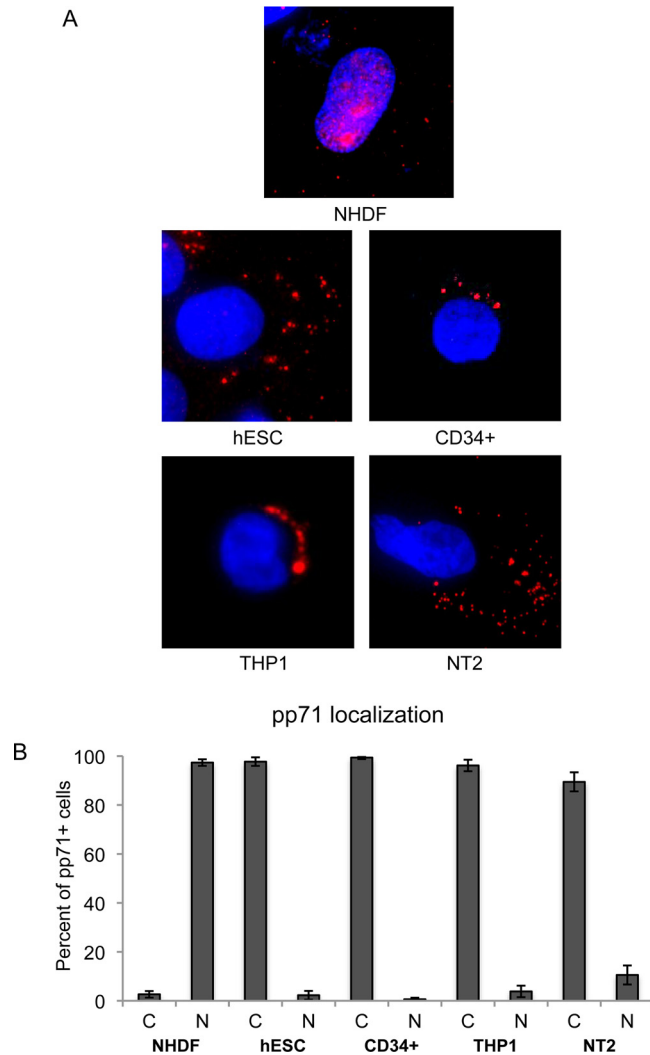 A
NHDF
hESC CD34+
THP1 NT2
pp71 localization
B
Percent of pp71+ cells
100
80
60
40
20
0
C N C N C N C N C N
NHDF hESC CD34+ THP1 NT2